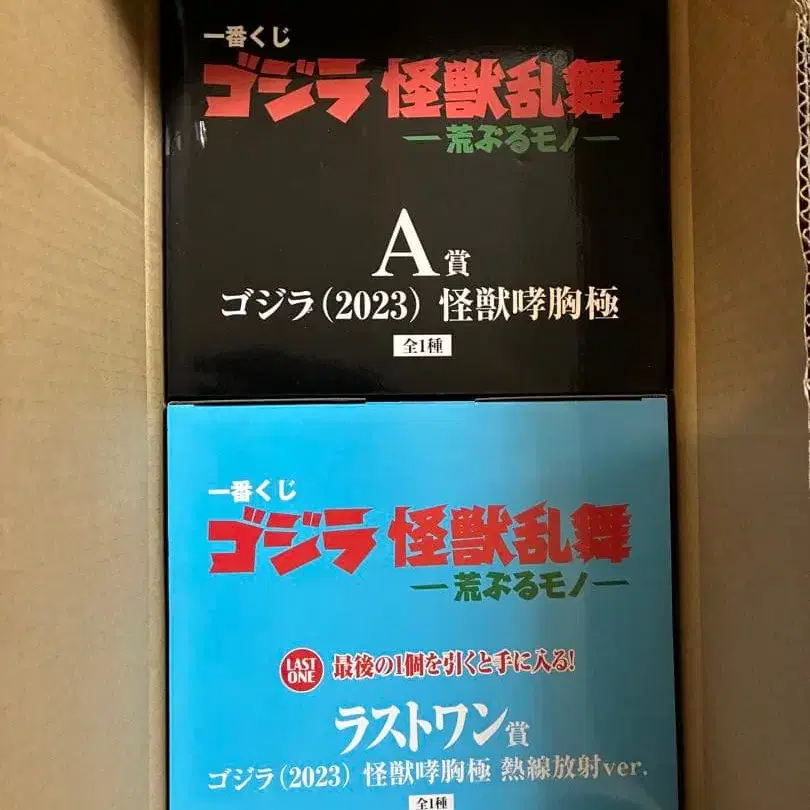 一番くじ
ゴジラ 怪獣乱舞
―荒ぶるモノ―
A賞
ゴジラ(2023) 怪獣哮胸極
全1種
一番くじ
ゴジラ 怪獣乱舞
―荒ぶるモノ―
LAST ONE 最後の1個を引くと手に入る!
ラストワン賞
ゴジラ(2023) 怪獣哮胸極 熱線放射ver.
全1種